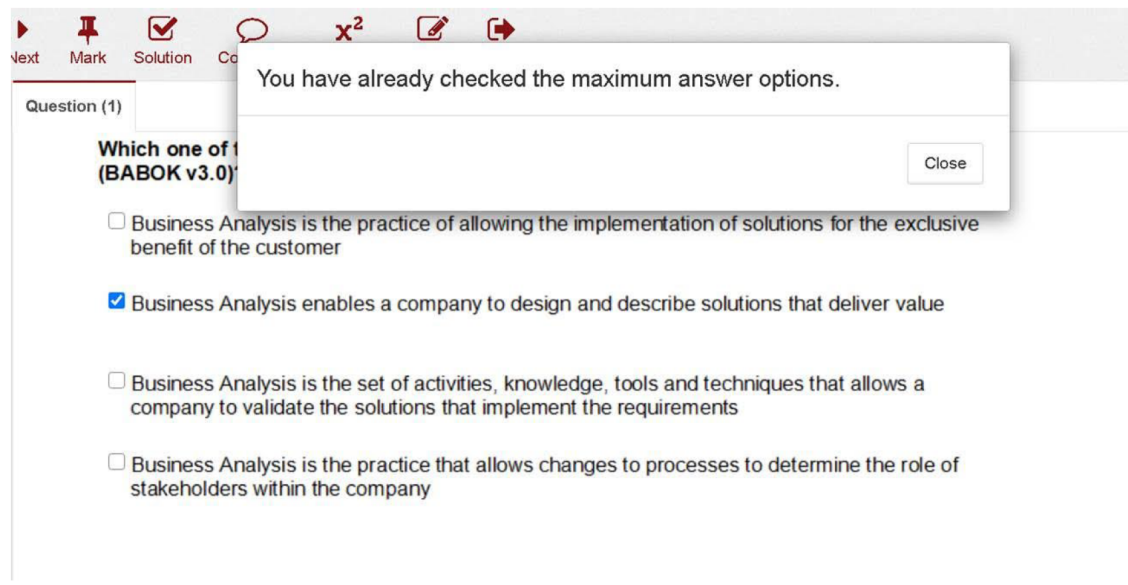 Next Mark Solution Co x²
You have already checked the maximum answer options.
Question (1)
Which one of
(BABOK v3.0)
Close
Business Analysis is the practice of allowing the implementation of solutions for the exclusive
benefit of the customer
Business Analysis enables a company to design and describe solutions that deliver value
Business Analysis is the set of activities, knowledge, tools and techniques that allows a
company to validate the solutions that implement the requirements
Business Analysis is the practice that allows changes to processes to determine the role of
stakeholders within the company